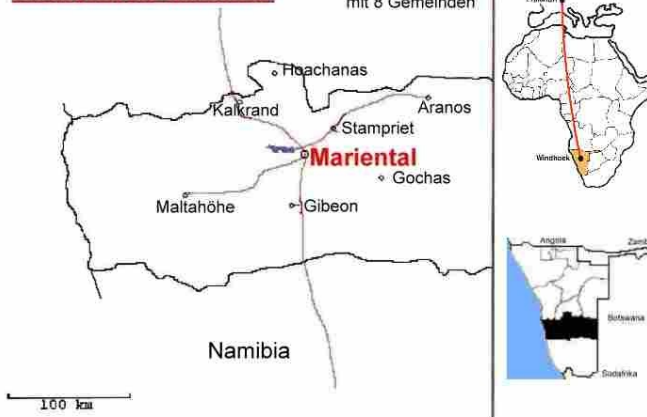 mit 8 Gemeinden
Hoachanas
Kalkrand
Aranos
Stampriet
Mariental
Gochas
Maltahöhe
Gibeon
Namibia
100 km
Windhoek
Angola
Botswana
Südafrika